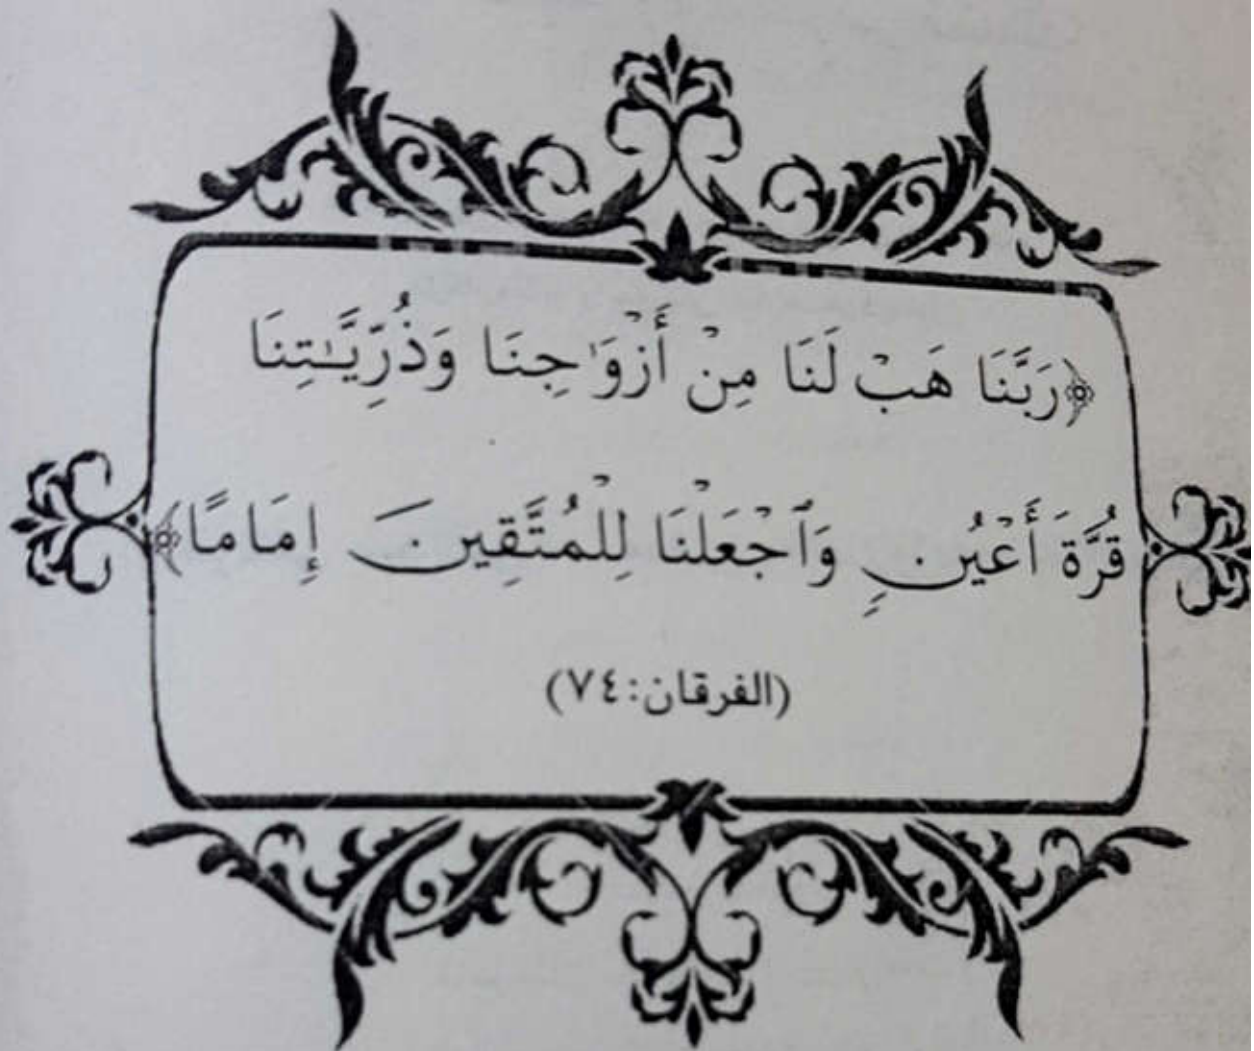 ﴿رَبَّنَا هَبْ لَنَا مِنْ أَزْوَٰجِنَا وَذُرِّيَّـٰتِنَا
قُرَّةَ أَعْيُنٍ وَٱجْعَلْنَا لِلْمُتَّقِينَ إِمَامًا﴾
(الفرقان:٧٤)